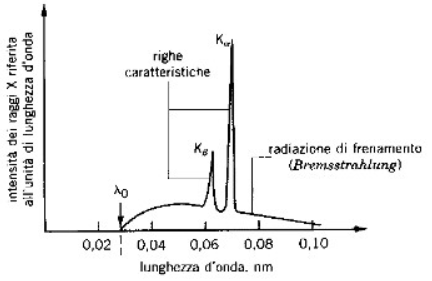 intensità dei raggi X riferita
all'unità di lunghezza d'onda
righe
caratteristiche
Kα
Kβ
radiazione di frenamento
(Bremsstrahlung)
λ0
0,02 0,04 0,06 0,08 0,10
lunghezza d'onda. nm